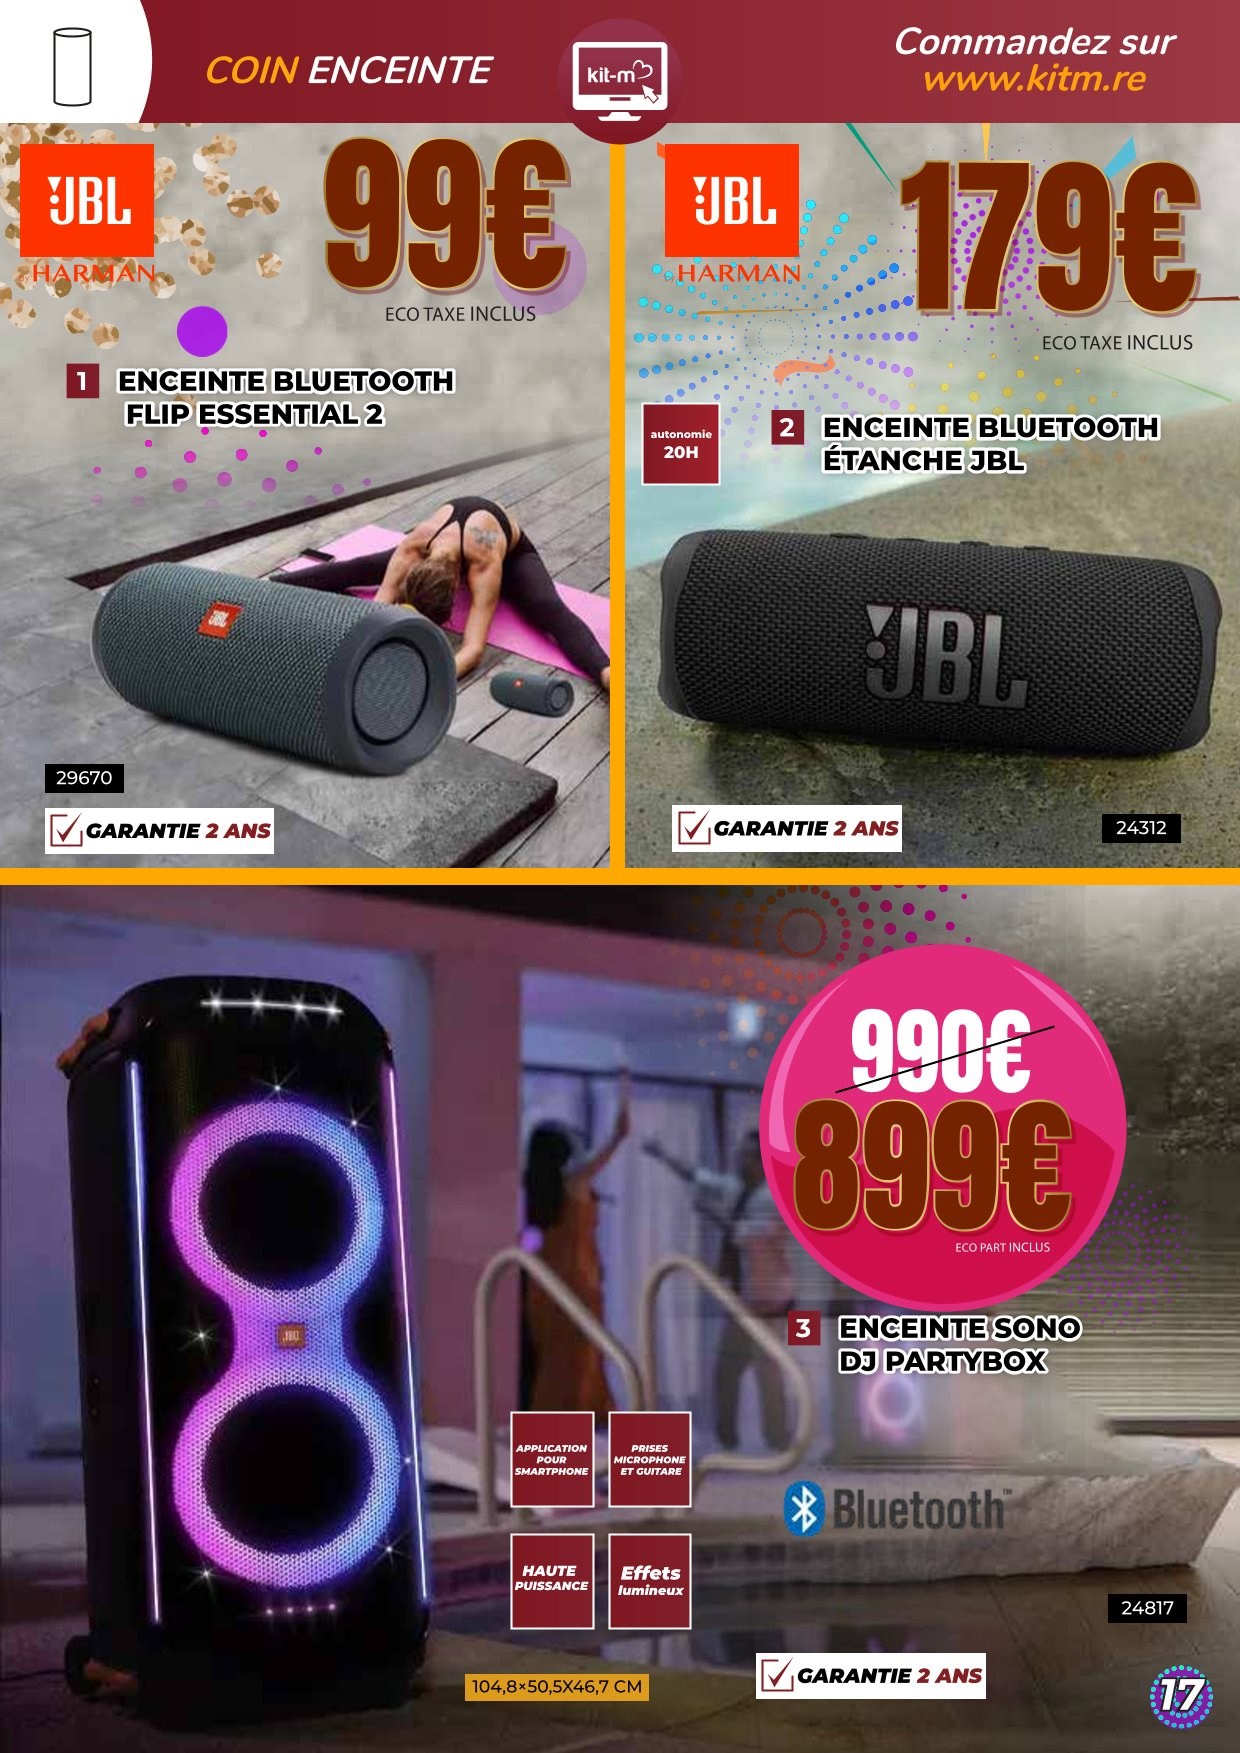 COIN ENCEINTE
kit-m
Commandez sur
www.kitm.re
JBL
HARMAN
99€
ECO TAXE INCLUS
1 ENCEINTE BLUETOOTH
FLIP ESSENTIAL 2
JBL
29670
GARANTIE 2 ANS
JBL
HARMAN
179€
ECO TAXE INCLUS
autonomie
20H
2 ENCEINTE BLUETOOTH
ÉTANCHE JBL
JBL
GARANTIE 2 ANS
24312
990€
899€
ECO PART INCLUS
3 ENCEINTE SONO
DJ PARTYBOX
JBL
APPLICATION
POUR
SMARTPHONE
PRISES
MICROPHONE
ET GUITARE
HAUTE
PUISSANCE
Effets
lumineux
Bluetooth™
24817
104,8×50,5X46,7 CM
GARANTIE 2 ANS
17